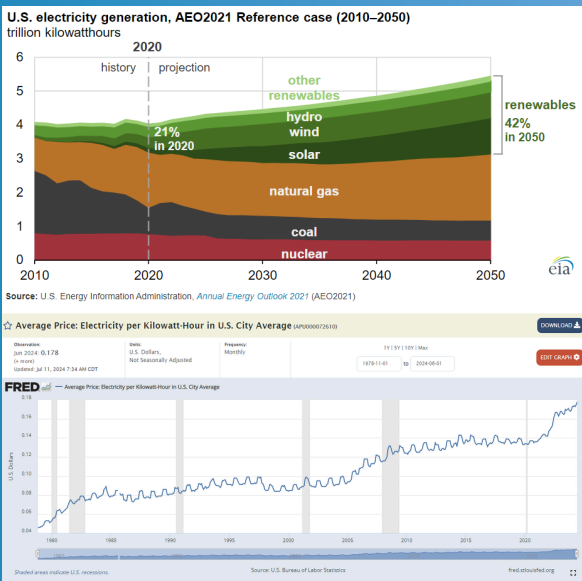 U.S. electricity generation, AEO2021 Reference case (2010–2050)
trillion kilowatthours
2020
history projection
6
5
4
3
2
1
0
other
renewables
hydro
wind
solar
natural gas
coal
nuclear
21%
in 2020
renewables
42%
in 2050
2010 2020 2030 2040 2050
eia
Source: U.S. Energy Information Administration, Annual Energy Outlook 2021 (AEO2021)
Average Price: Electricity per Kilowatt-Hour in U.S. City Average (APU000072610)
DOWNLOAD
Observation:
Jun 2024: 0.178
(+ more)
Updated: Jul 11, 2024 7:34 AM CDT
Units:
U.S. Dollars,
Not Seasonally Adjusted
Frequency:
Monthly
1Y | 5Y | 10Y | Max
1978-11-01 to 2024-08-01
EDIT GRAPH
FRED
Average Price: Electricity per Kilowatt-Hour in U.S. City Average
U.S. Dollars
0.18
0.16
0.14
0.12
0.10
0.08
0.06
0.04
1980 1985 1990 1995 2000 2005 2010 2015 2020
Shaded areas indicate U.S. recessions.
Source: U.S. Bureau of Labor Statistics
fred.stlouisfed.org